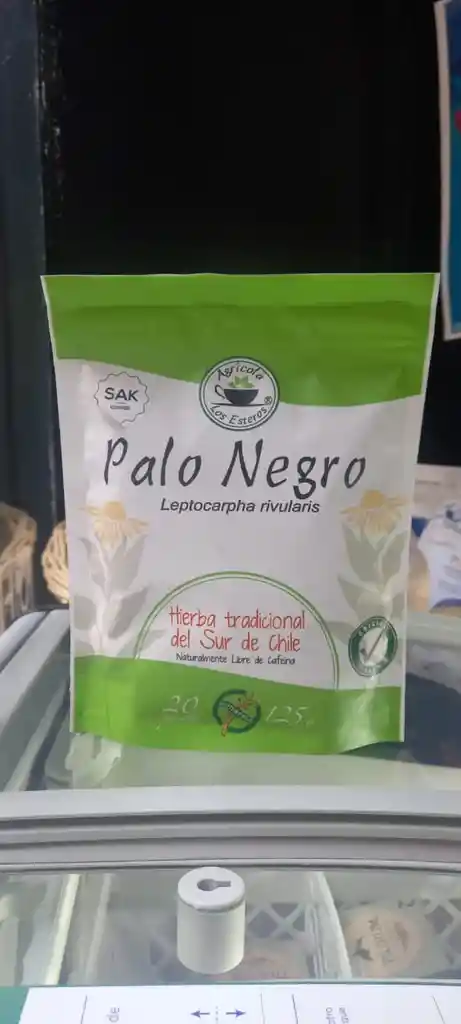 Agrícola
Los Esteros ®
SAK
Palo Negro
Leptocarpha rivularis
Hierba tradicional
del Sur de Chile
Naturalmente Libre de Cafeína
20
125
de